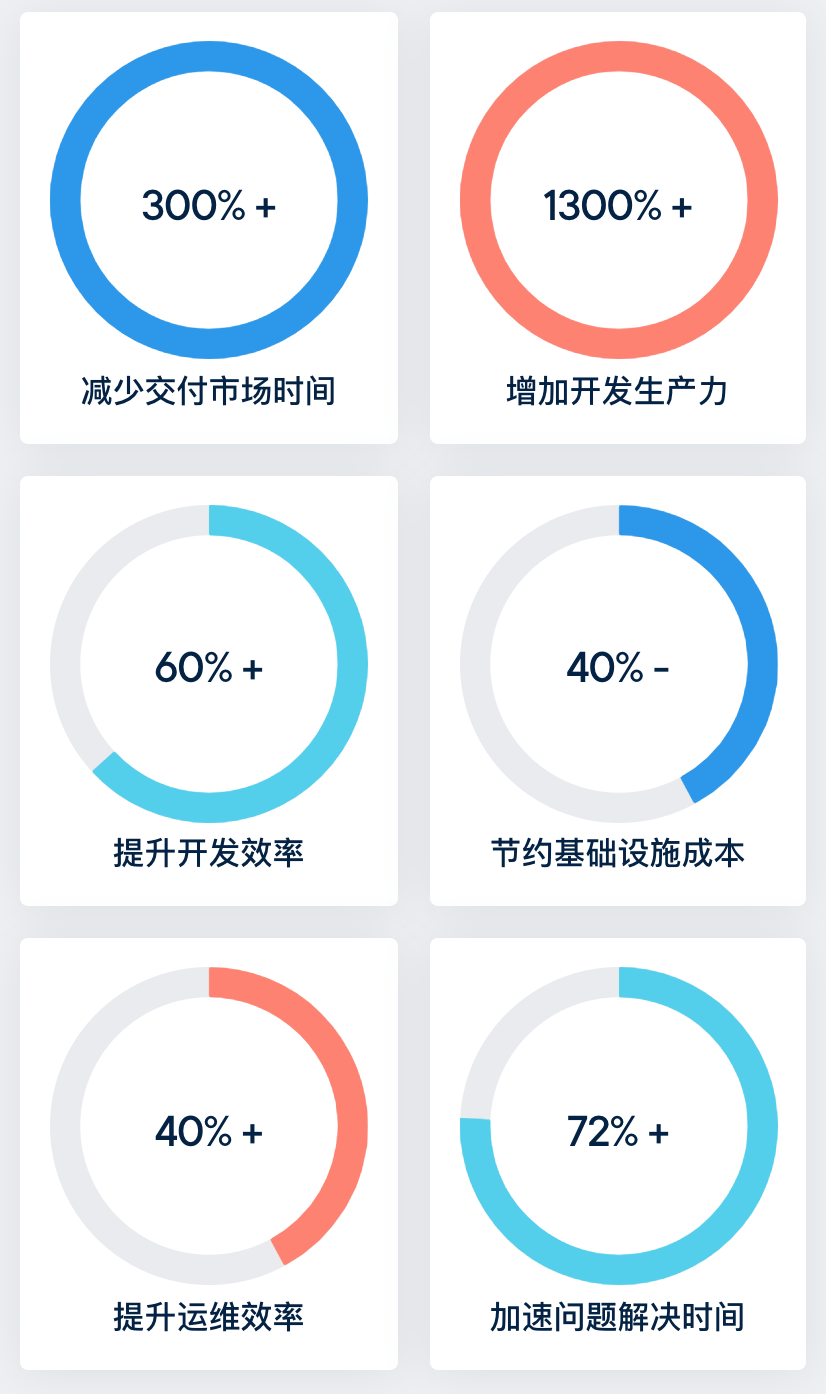 300% +
减少交付市场时间
1300% +
增加开发生产力
60% +
提升开发效率
40% -
节约基础设施成本
40% +
提升运维效率
72% +
加速问题解决时间